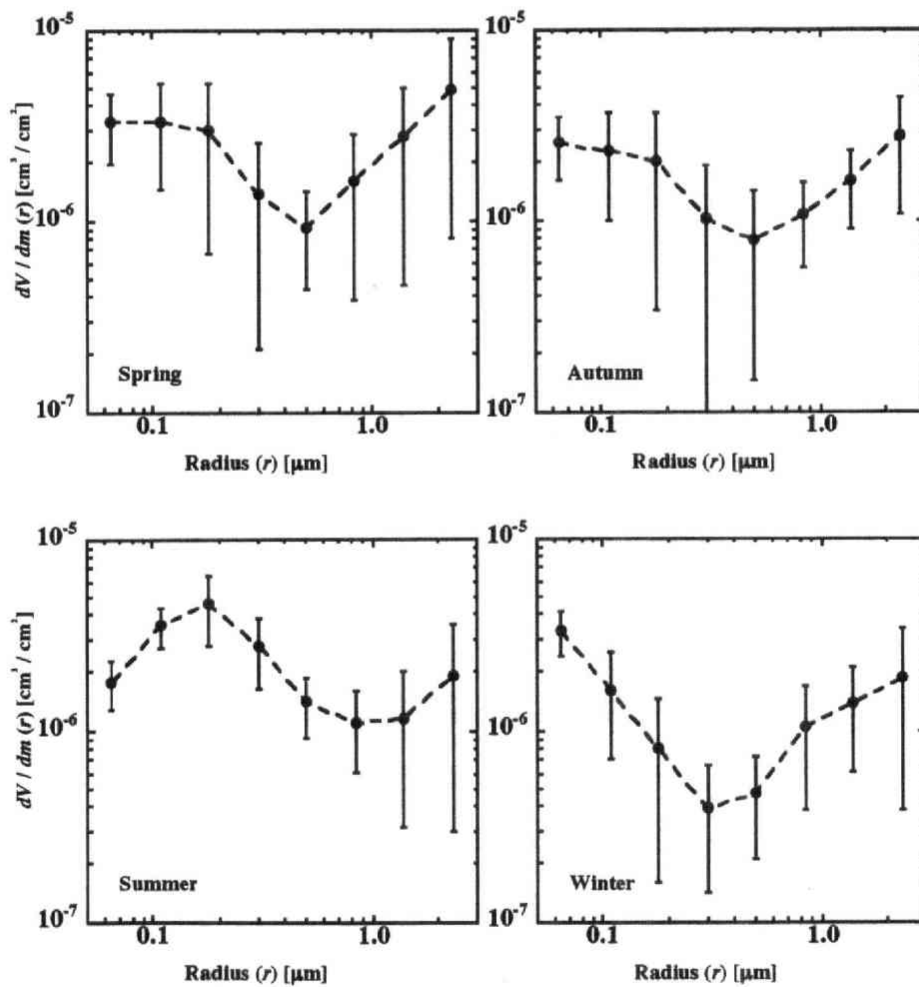 10⁻⁵
10⁻⁶
10⁻⁷
dV / dm (r) [cm³ / cm²]
Spring
0.1 1.0
Radius (r) [μm]
10⁻⁵
10⁻⁶
10⁻⁷
Autumn
0.1 1.0
Radius (r) [μm]
10⁻⁵
10⁻⁶
10⁻⁷
dV / dm (r) [cm³ / cm²]
Summer
0.1 1.0
Radius (r) [μm]
10⁻⁵
10⁻⁶
10⁻⁷
Winter
0.1 1.0
Radius (r) [μm]